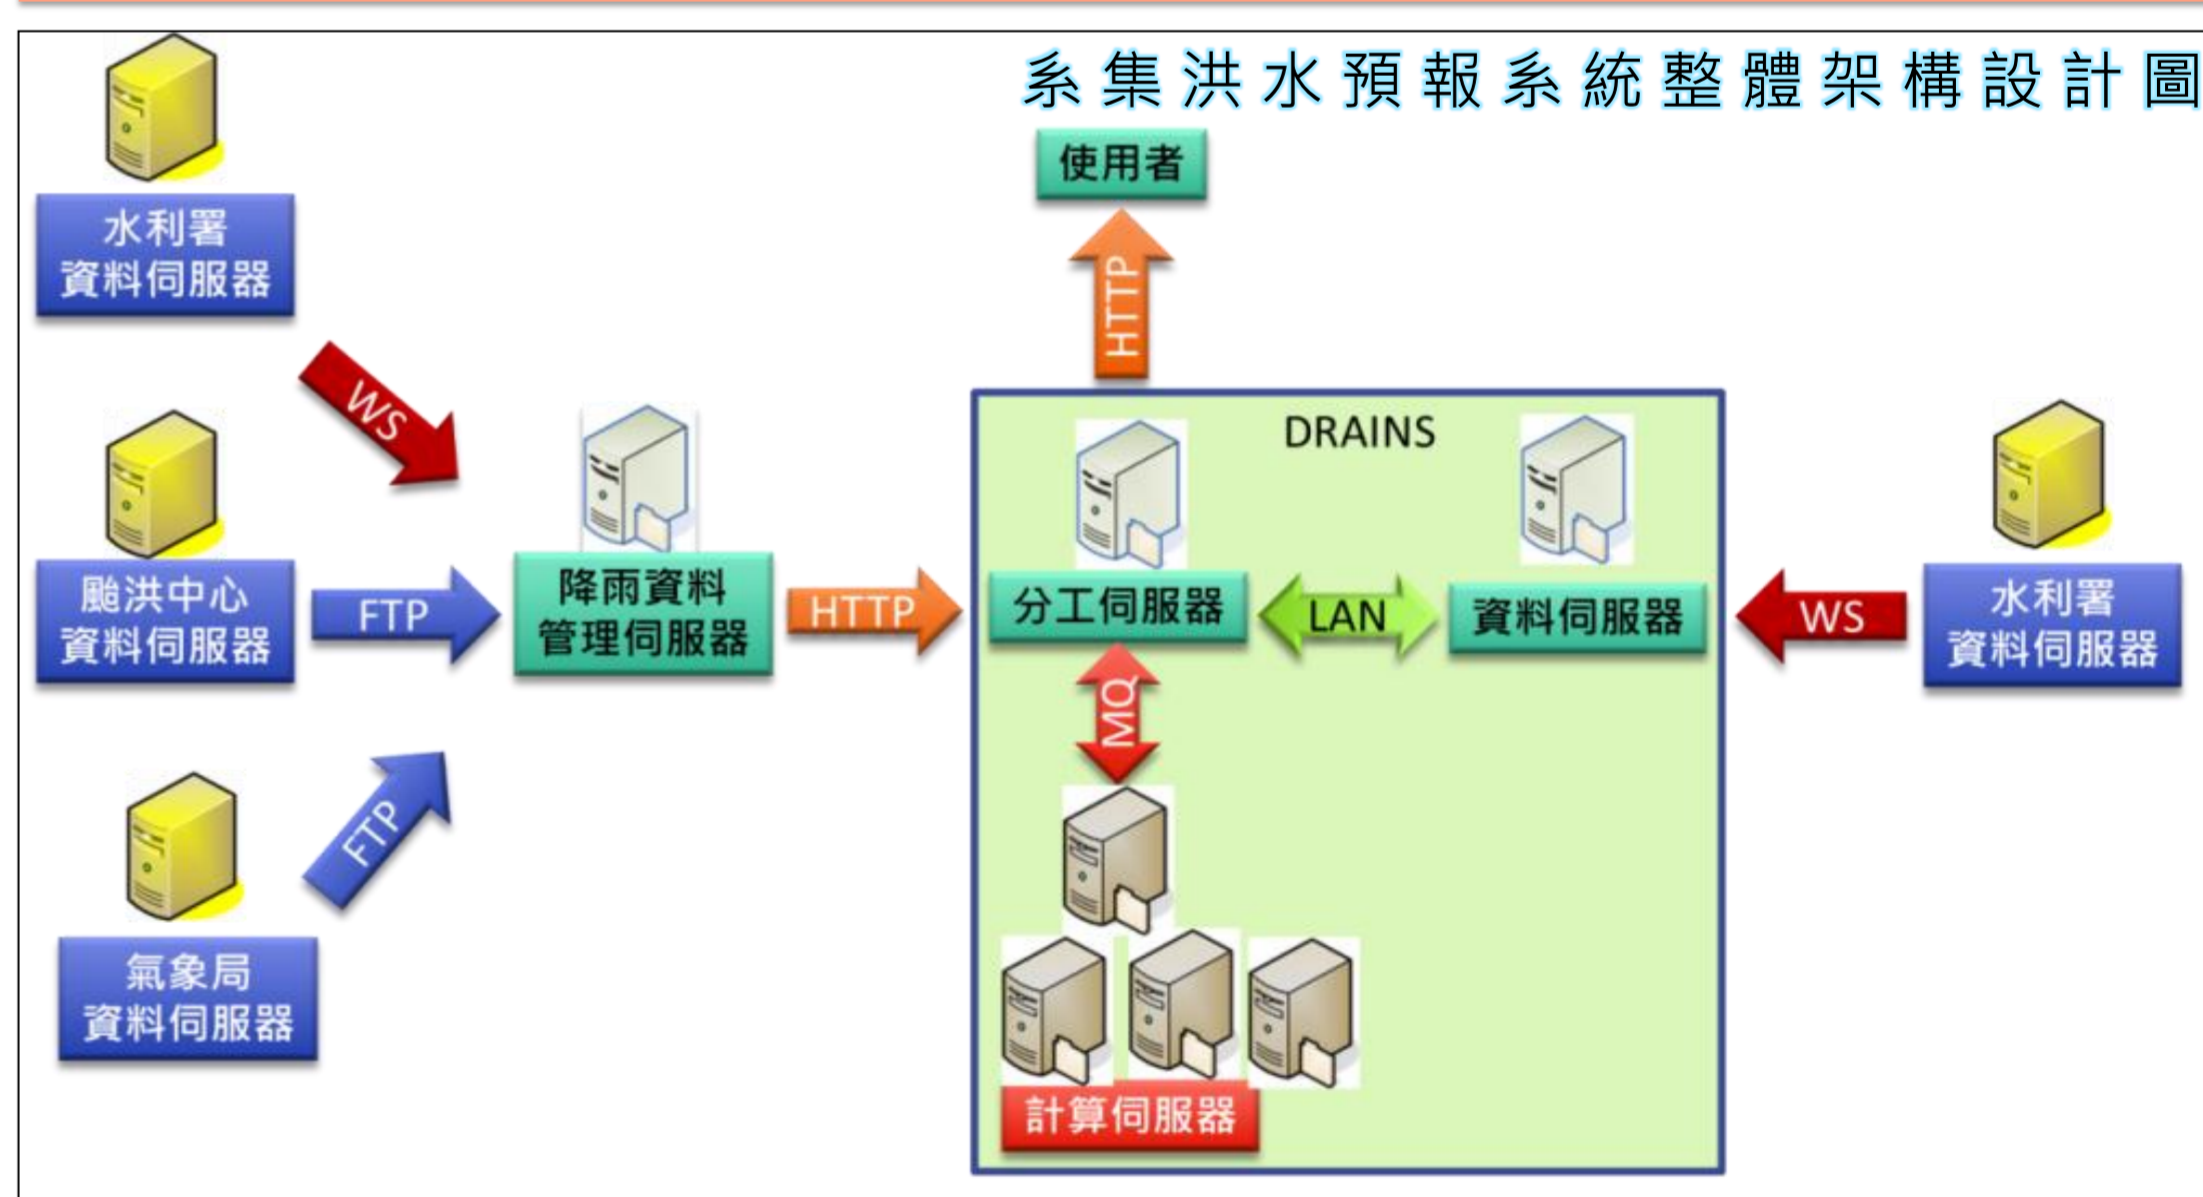 系集洪水預報系統整體架構設計圖
使用者
水利署
資料伺服器
HTTP
WS
DRAINS
颱洪中心
資料伺服器
FTP
降雨資料
管理伺服器
HTTP
分工伺服器
LAN
資料伺服器
WS
水利署
資料伺服器
MQ
FTP
氣象局
資料伺服器
計算伺服器